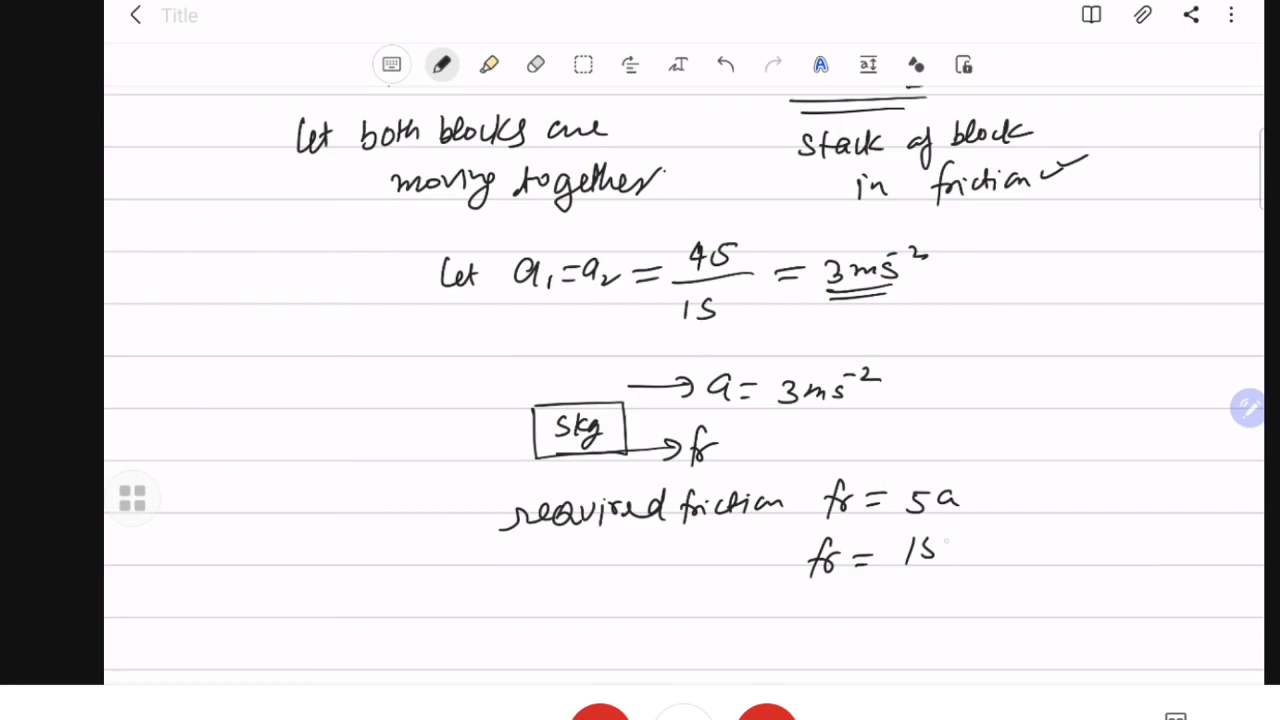 Title
Let both blocks are
moving together
stack of block
in friction ✓
Let a₁ = a₂ = 45/15 = 3ms⁻²
→ a = 3ms⁻²
5kg
→ fr
required friction fr = 5a
fr = 15